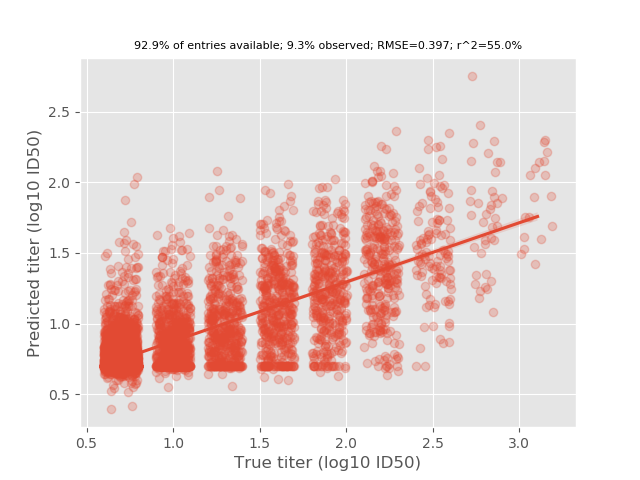 92.9% of entries available; 9.3% observed; RMSE=0.397; r^2=55.0%
Predicted titer (log10 ID50)
2.5
2.0
1.5
1.0
0.5
0.5 1.0 1.5 2.0 2.5 3.0
True titer (log10 ID50)